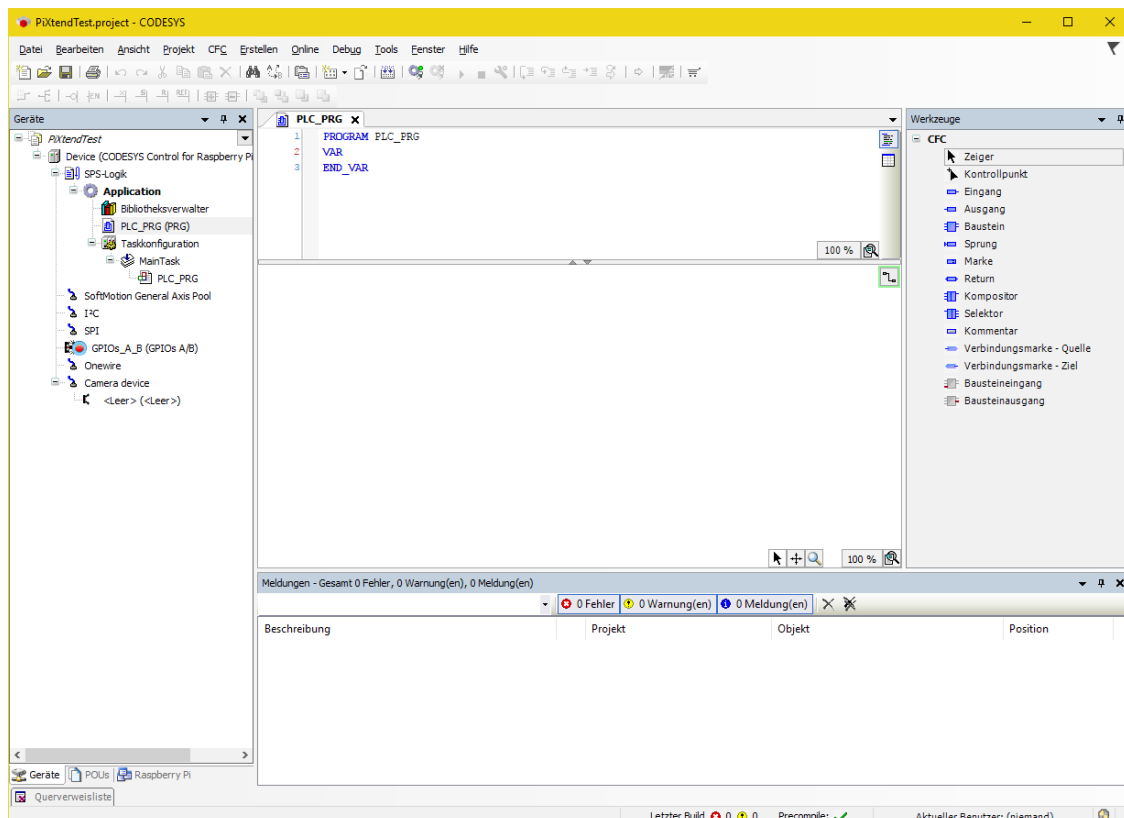 PiXtendTest.project - CODESYS
Datei Bearbeiten Ansicht Projekt CFC Erstellen Online Debug Tools Fenster Hilfe
Geräte
PiXtendTest
Device (CODESYS Control for Raspberry Pi
SPS-Logik
Application
Bibliotheksverwalter
PLC_PRG (PRG)
Taskkonfiguration
MainTask
PLC_PRG
SoftMotion General Axis Pool
I²C
SPI
GPIOs_A_B (GPIOs A/B)
Onewire
Camera device
<Leer> (<Leer>)
Geräte POUs Raspberry Pi
Querverweisliste
PLC_PRG
1 PROGRAM PLC_PRG
2 VAR
3 END_VAR
100 %
100 %
Werkzeuge
CFC
Zeiger
Kontrollpunkt
Eingang
Ausgang
Baustein
Sprung
Marke
Return
Kompositor
Selektor
Kommentar
Verbindungsmarke - Quelle
Verbindungsmarke - Ziel
Bausteineingang
Bausteinausgang
Meldungen - Gesamt 0 Fehler, 0 Warnung(en), 0 Meldung(en)
0 Fehler 0 Warnung(en) 0 Meldung(en)
Beschreibung Projekt Objekt Position
Letzter Build 0 0 Precompile: Aktueller Benutzer: (niemand)